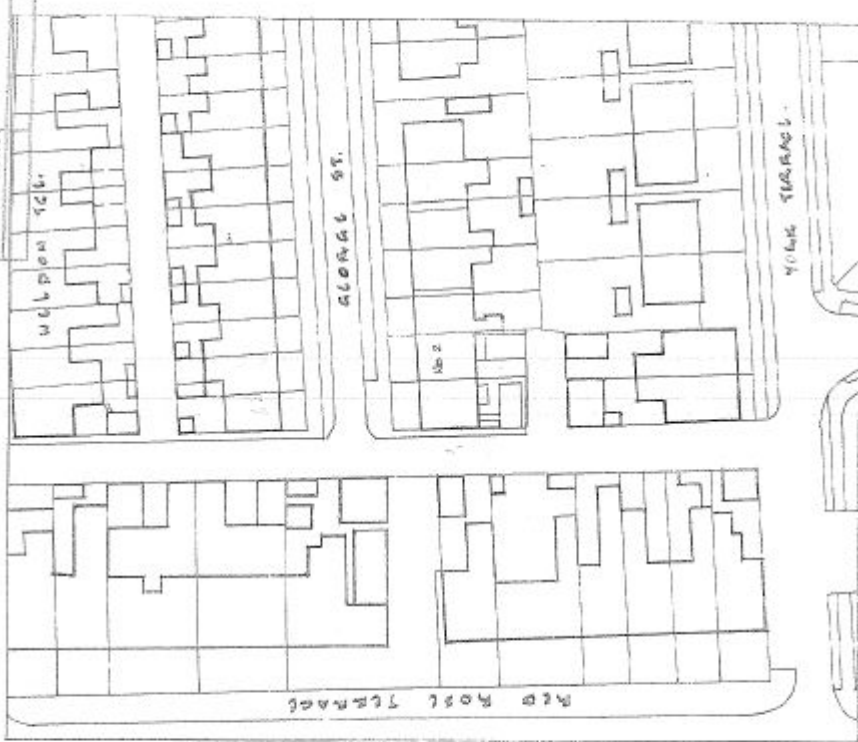 WELDON TCE.
GEORGE ST.
No 2
YORK TERRACE.
RED ROSE TERRACE